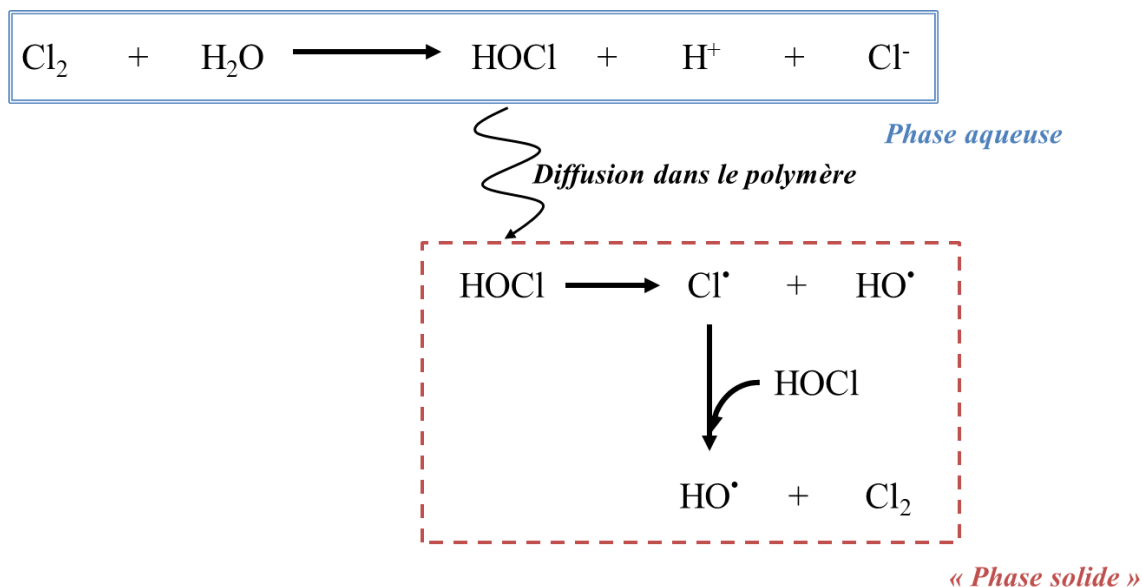 Cl₂ + H₂O HOCl + H⁺ + Cl⁻
Phase aqueuse
Diffusion dans le polymère
HOCl Cl• + HO•
HOCl
HO• + Cl₂
« Phase solide »